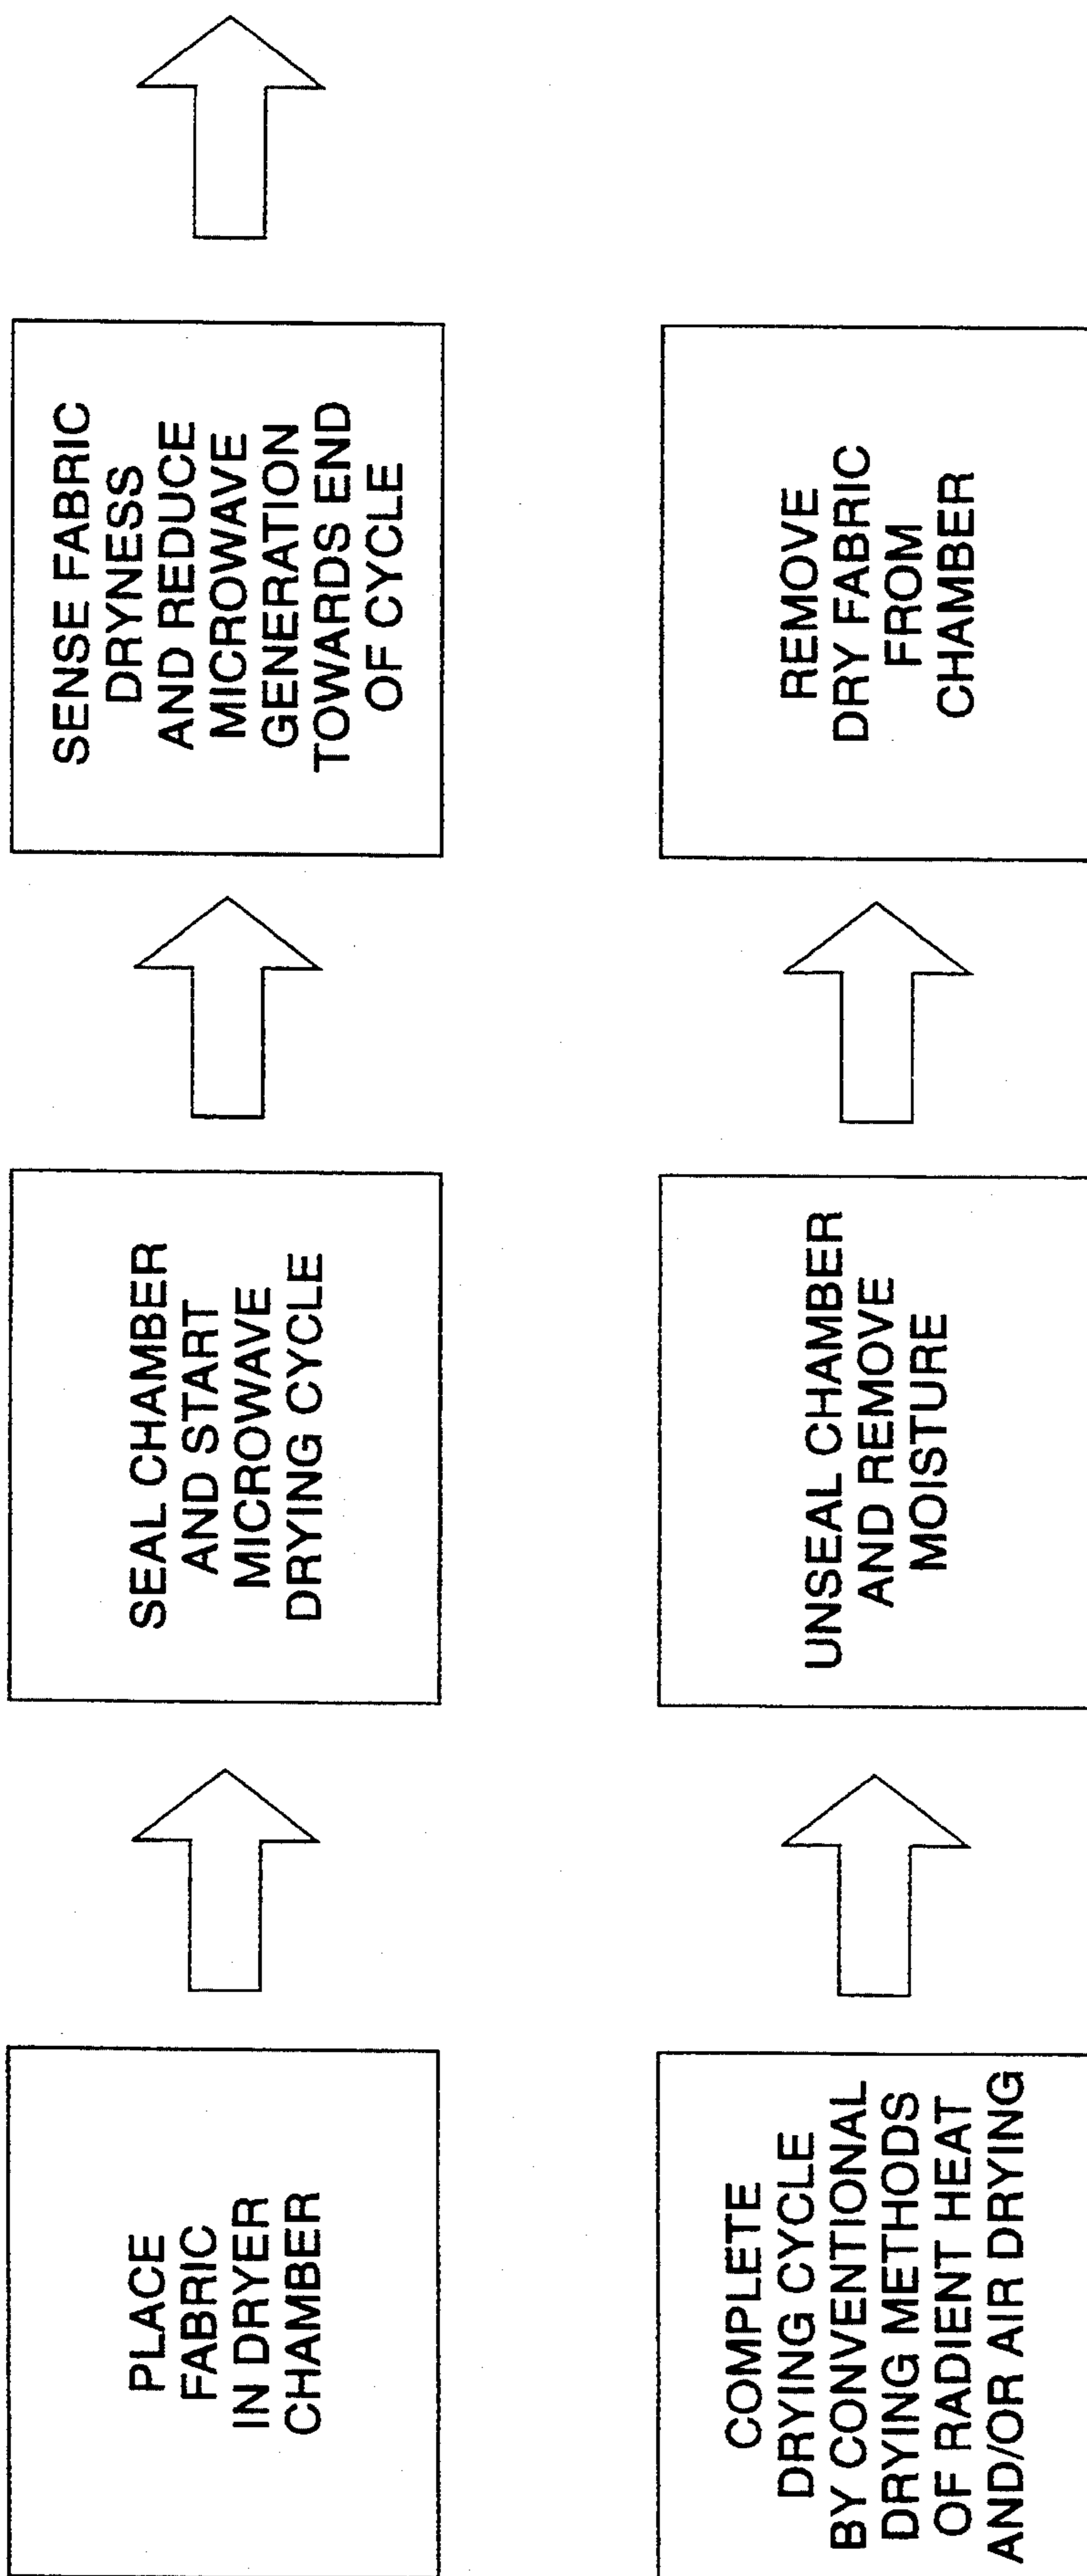 PLACE
FABRIC
IN DRYER
CHAMBER
SEAL CHAMBER
AND START
MICROWAVE
DRYING CYCLE
SENSE FABRIC
DRYNESS
AND REDUCE
MICROWAVE
GENERATION
TOWARDS END
OF CYCLE
COMPLETE
DRYING CYCLE
BY CONVENTIONAL
DRYING METHODS
OF RADIENT HEAT
AND/OR AIR DRYING
UNSEAL CHAMBER
AND REMOVE
MOISTURE
REMOVE
DRY FABRIC
FROM
CHAMBER